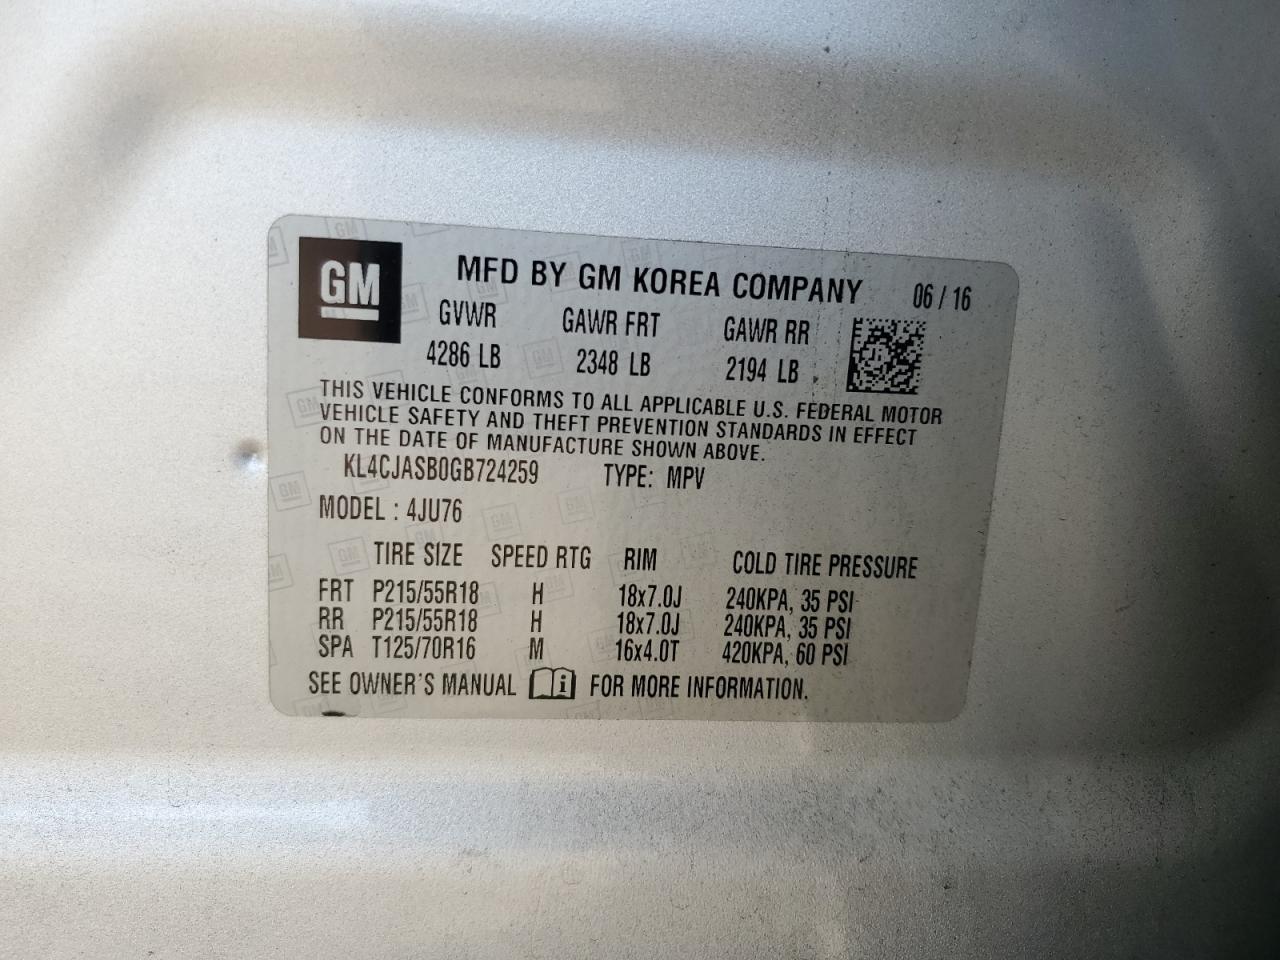 GM
MFD BY GM KOREA COMPANY 06 / 16
GVWR GAWR FRT GAWR RR
4286 LB 2348 LB 2194 LB
THIS VEHICLE CONFORMS TO ALL APPLICABLE U.S. FEDERAL MOTOR
VEHICLE SAFETY AND THEFT PREVENTION STANDARDS IN EFFECT
ON THE DATE OF MANUFACTURE SHOWN ABOVE.
KL4CJASB0GB724259 TYPE: MPV
MODEL : 4JU76
TIRE SIZE SPEED RTG RIM COLD TIRE PRESSURE
FRT P215/55R18 H 18x7.0J 240KPA, 35 PSI
RR P215/55R18 H 18x7.0J 240KPA, 35 PSI
SPA T125/70R16 M 16x4.0T 420KPA, 60 PSI
SEE OWNER'S MANUAL i FOR MORE INFORMATION.